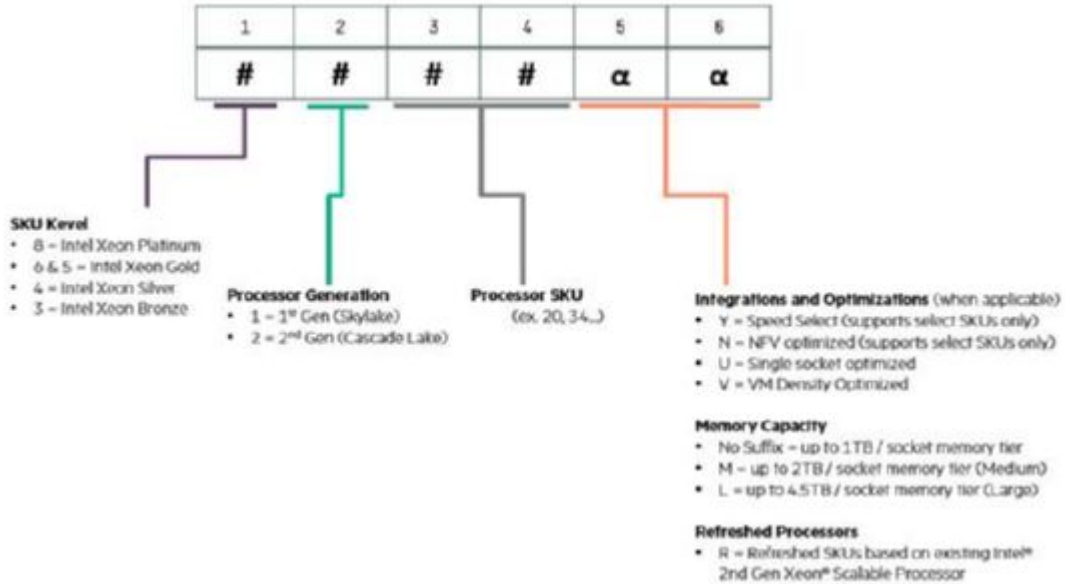 1 2 3 4 5 6
# # # # α α
SKU Kevel
• 8 – Intel Xeon Platinum
• 6 & 5 – Intel Xeon Gold
• 4 = Intel Xeon Silver
• 3 – Intel Xeon Bronze
Processor Generation
• 1 – 1st Gen (Skylake)
• 2 = 2nd Gen (Cascade Lake)
Processor SKU
(ex. 20, 34...)
Integrations and Optimizations (when applicable)
• Y = Speed Select (supports select SKUs only)
• N = NFV optimized (supports select SKUs only)
• U – Single socket optimized
• V = VM Density Optimized
Memory Capacity
• No Suffix – up to 1TB / socket memory tier
• M – up to 2TB / socket memory tier (Medium)
• L = up to 4.5TB / socket memory tier (Large)
Refreshed Processors
• R = Refreshed SKUs based on existing Intel®
2nd Gen Xeon® Scalable Processor